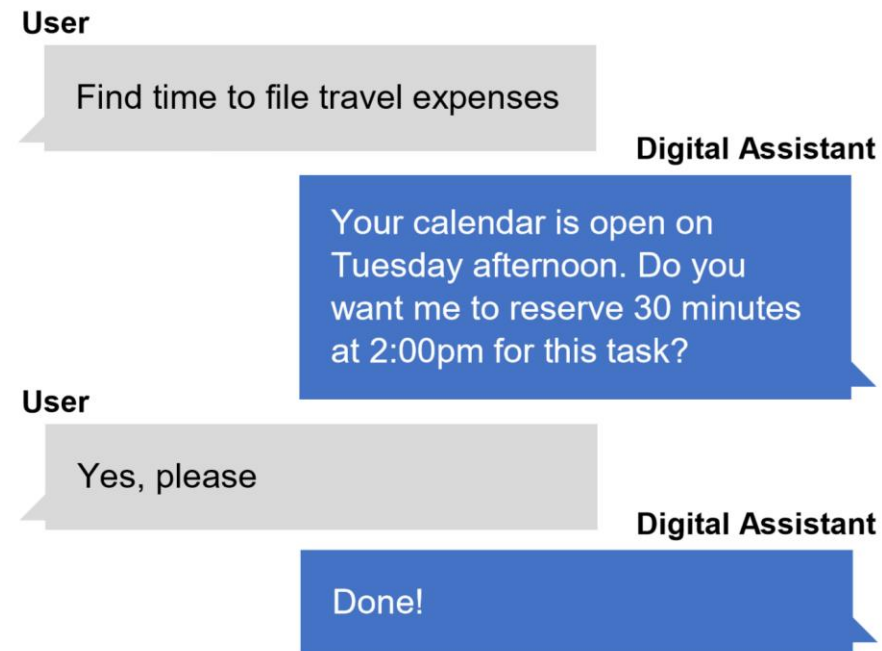 User
Find time to file travel expenses
Digital Assistant
Your calendar is open on
Tuesday afternoon. Do you
want me to reserve 30 minutes
at 2:00pm for this task?
User
Yes, please
Digital Assistant
Done!